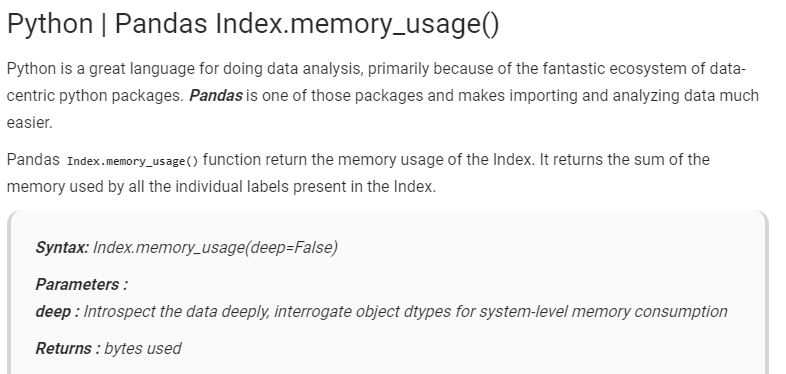 Python | Pandas Index.memory_usage()
Python is a great language for doing data analysis, primarily because of the fantastic ecosystem of data-
centric python packages. Pandas is one of those packages and makes importing and analyzing data much
easier.
Pandas Index.memory_usage() function return the memory usage of the Index. It returns the sum of the
memory used by all the individual labels present in the Index.
Syntax: Index.memory_usage(deep=False)
Parameters :
deep : Introspect the data deeply, interrogate object dtypes for system-level memory consumption
Returns : bytes used